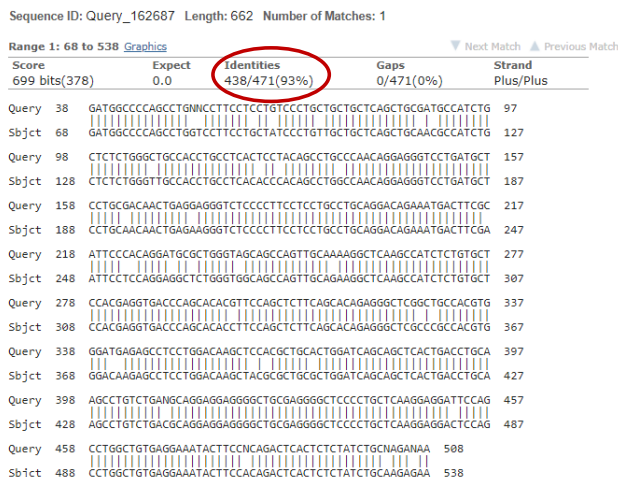 Sequence ID: Query_162687 Length: 662 Number of Matches: 1
Range 1: 68 to 538 Graphics Next Match Previous Match
Score Expect Identities Gaps Strand
699 bits(378) 0.0 438/471(93%) 0/471(0%) Plus/Plus
Query 38 GATGGCCCCAGCCTGNNCCTTCCTCCTGTCCCTGCTGCTGCTCAGCTGCGATGCCATCTG 97
Sbjct 68 GATGGCCCCAGCCTGGTCCTTCCTGCTATCCCTGTTGCTGCTCAGCTGCAACGCCATCTG 127
Query 98 CTCTCTGGGCTGCCACCTGCCTCACTCCTACAGCCTGCCCAACAGGAGGGTCCTGATGCT 157
Sbjct 128 CTCTCTGGGTTGCCACCTGCCTCACACCCACAGCCTGGCCAACAGGAGGGTCCTGATGCT 187
Query 158 CCTGCGACAACTGAGGAGGGTCTCCCCTTCCTCCTGCCTGCAGGACAGAAATGACTTCGC 217
Sbjct 188 CCTGCAACAACTGAGAAGGGTCTCCCCTTCCTCCTGCCTGCAGGACAGAAATGACTTCGA 247
Query 218 ATTCCCACAGGATGCGCTGGGTAGCAGCCAGTTGCAAAAGGCTCAAGCCATCTCTGTGCT 277
Sbjct 248 ATTCCTCCAGGAGGCTCTGGGTGGCAGCCAGTTGCAGAAGGCTCAAGCCATCTCTGTGCT 307
Query 278 CCACGAGGTGACCCAGCACACGTTCCAGCTCTTCAGCACAGAGGGCTCGGCTGCCACGTG 337
Sbjct 308 CCACGAGGTGACCCAGCACACCTTCCAGCTCTTCAGCACAGAGGGCTCGCCCGCCACGTG 367
Query 338 GGATGAGAGCCTCCTGGACAAGCTCCACGCTGCACTGGATCAGCAGCTCACTGACCTGCA 397
Sbjct 368 GGACAAGAGCCTCCTGGACAAGCTACGCGCTGCGCTGGATCAGCAGCTCACTGACCTGCA 427
Query 398 AGCCTGTCTGANGCAGGAGGAGGGGCTGCGAGGGGCTCCCCTGCTCAAGGAGGATTCCAG 457
Sbjct 428 AGCCTGTCTGACGCAGGAGGAGGGGCTGCGAGGGGCTCCCCTGCTCAAGGAGGACTCCAG 487
Query 458 CCTGGCTGTGAGGAAATACTTCCNCAGACTCACTCTCTATCTGCNAGANAA 508
Sbjct 488 CCTGGCTGTGAGGAAATACTTCCACAGACTCACTCTCTATCTGCAAGAGAA 538